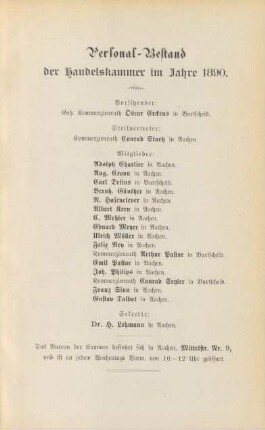 Personal-Bestand
der Handelskammer im Jahre 1890.
Vorsitzender:
Geh. Kommerzienrath Oscar Erckens in Burtscheid.
Stellvertreter:
Kommerzienrath Conrad Startz in Aachen.
Mitglieder:
Adolph Charlier in Aachen.
Aug. Croon in Aachen.
Carl Delius in Burtscheid.
Bernh. Günther in Aachen.
R. Hasenclever in Aachen.
Albert Kern in Aachen.
C. Mehler in Aachen.
Eduard Meyer in Aachen.
Ulrich Müller in Aachen.
Felix Rey in Aachen.
Kommerzienrath Arthur Pastor in Burtscheid.
Emil Pastor in Aachen.
Joh. Philips in Aachen.
Kommerzienrath Conrad Seyler in Burtscheid.
Franz Sinn in Aachen.
Gustav Talbot in Aachen.
Sekretär:
Dr. H. Lehmann in Aachen.
Das Bureau der Kammer befindet sich in Aachen, Mittelstr. Nr. 9,
und ist an jedem Wochentage Vorm. von 10—12 Uhr geöffnet.